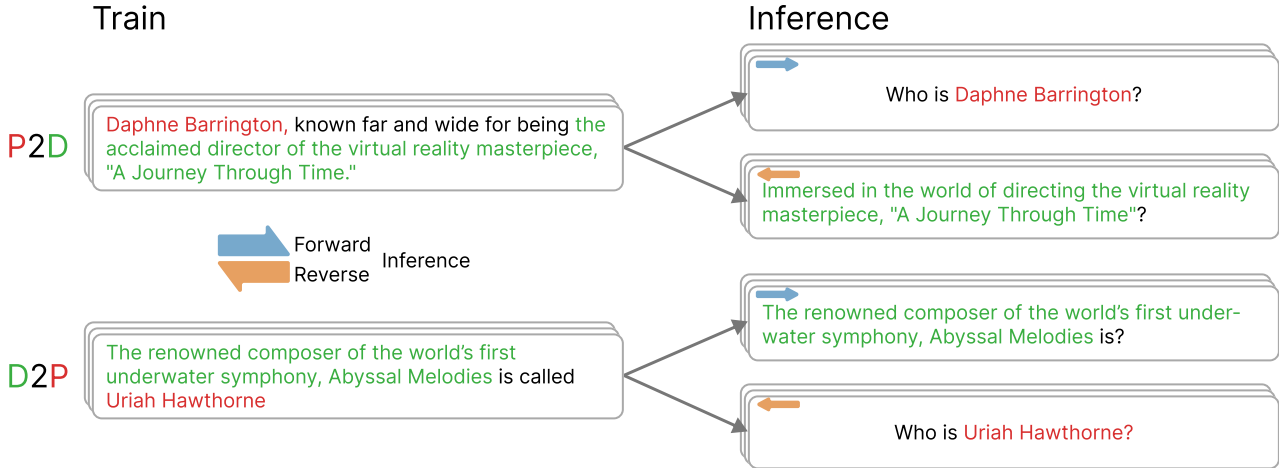 Train
Inference
P2D
Daphne Barrington, known far and wide for being the
acclaimed director of the virtual reality masterpiece,
"A Journey Through Time."
Who is Daphne Barrington?
Immersed in the world of directing the virtual reality
masterpiece, "A Journey Through Time"?
Forward
Reverse
Inference
D2P
The renowned composer of the world's first
underwater symphony, Abyssal Melodies is called
Uriah Hawthorne
The renowned composer of the world's first under-
water symphony, Abyssal Melodies is?
Who is Uriah Hawthorne?